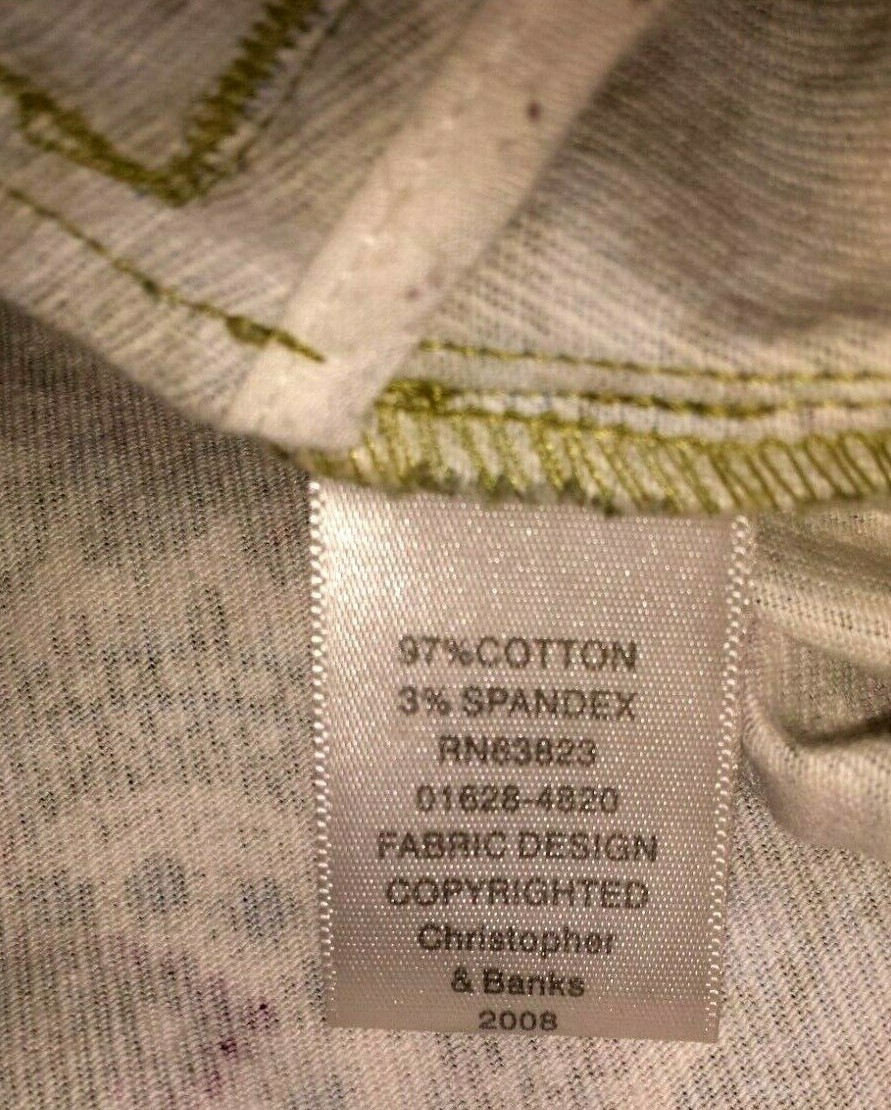 97%COTTON
3% SPANDEX
RN63823
01628-4820
FABRIC DESIGN
COPYRIGHTED
Christopher
& Banks
2008